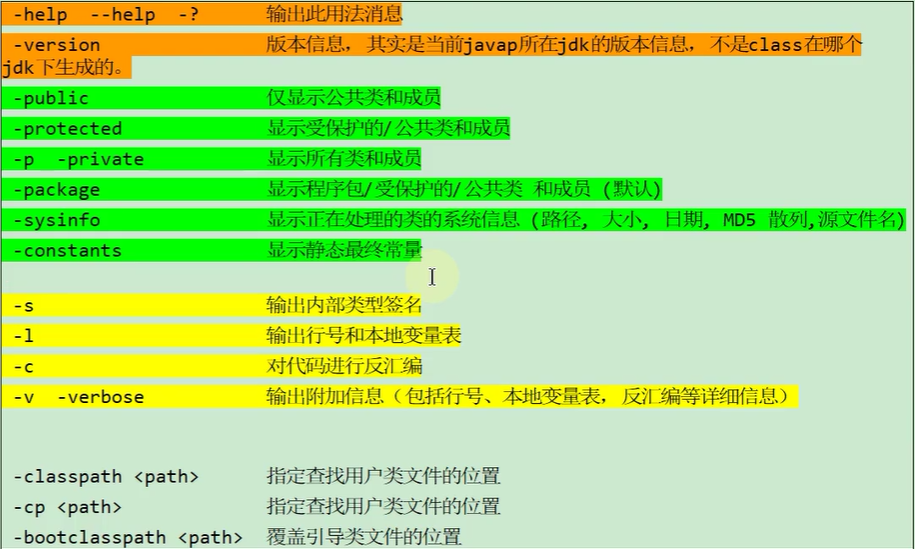 -help  --help  -?        输出此用法消息
-version                 版本信息, 其实是当前javap所在jdk的版本信息, 不是class在哪个
jdk下生成的。
-public                  仅显示公共类和成员
-protected               显示受保护的/公共类和成员
-p  -private             显示所有类和成员
-package                 显示程序包/受保护的/公共类 和成员 (默认)
-sysinfo                 显示正在处理的类的系统信息 (路径, 大小, 日期, MD5 散列,源文件名)
-constants               显示静态最终常量
-s                       输出内部类型签名
-l                       输出行号和本地变量表
-c                       对代码进行反汇编
-v  -verbose             输出附加信息（包括行号、本地变量表, 反汇编等详细信息）
-classpath <path>        指定查找用户类文件的位置
-cp <path>               指定查找用户类文件的位置
-bootclasspath <path>    覆盖引导类文件的位置